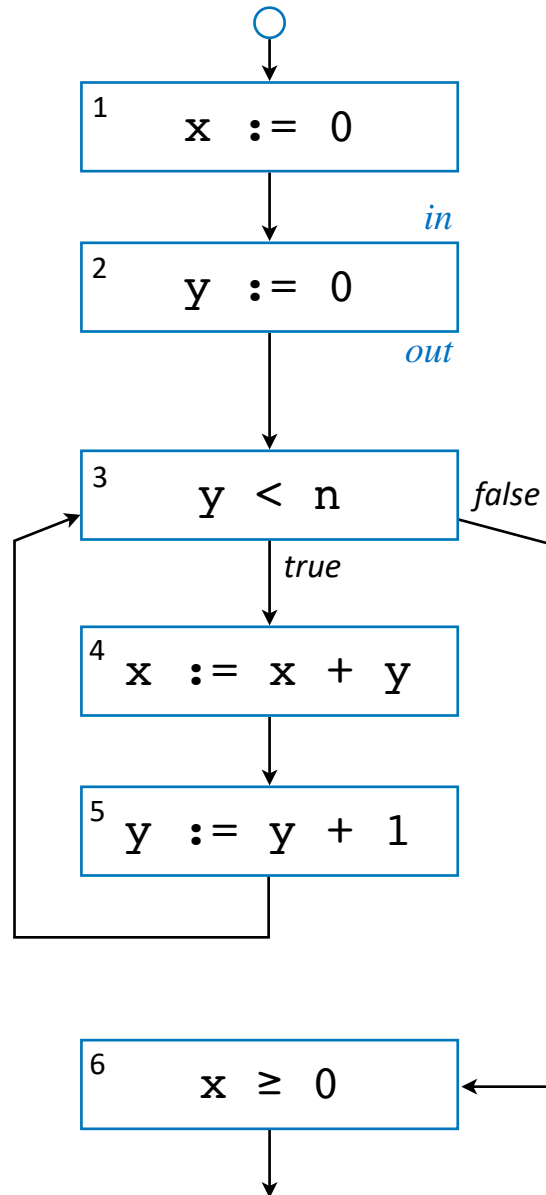 1
x := 0
in
2
y := 0
out
3
y < n
false
true
4
x := x + y
5
y := y + 1
6
x ≥ 0